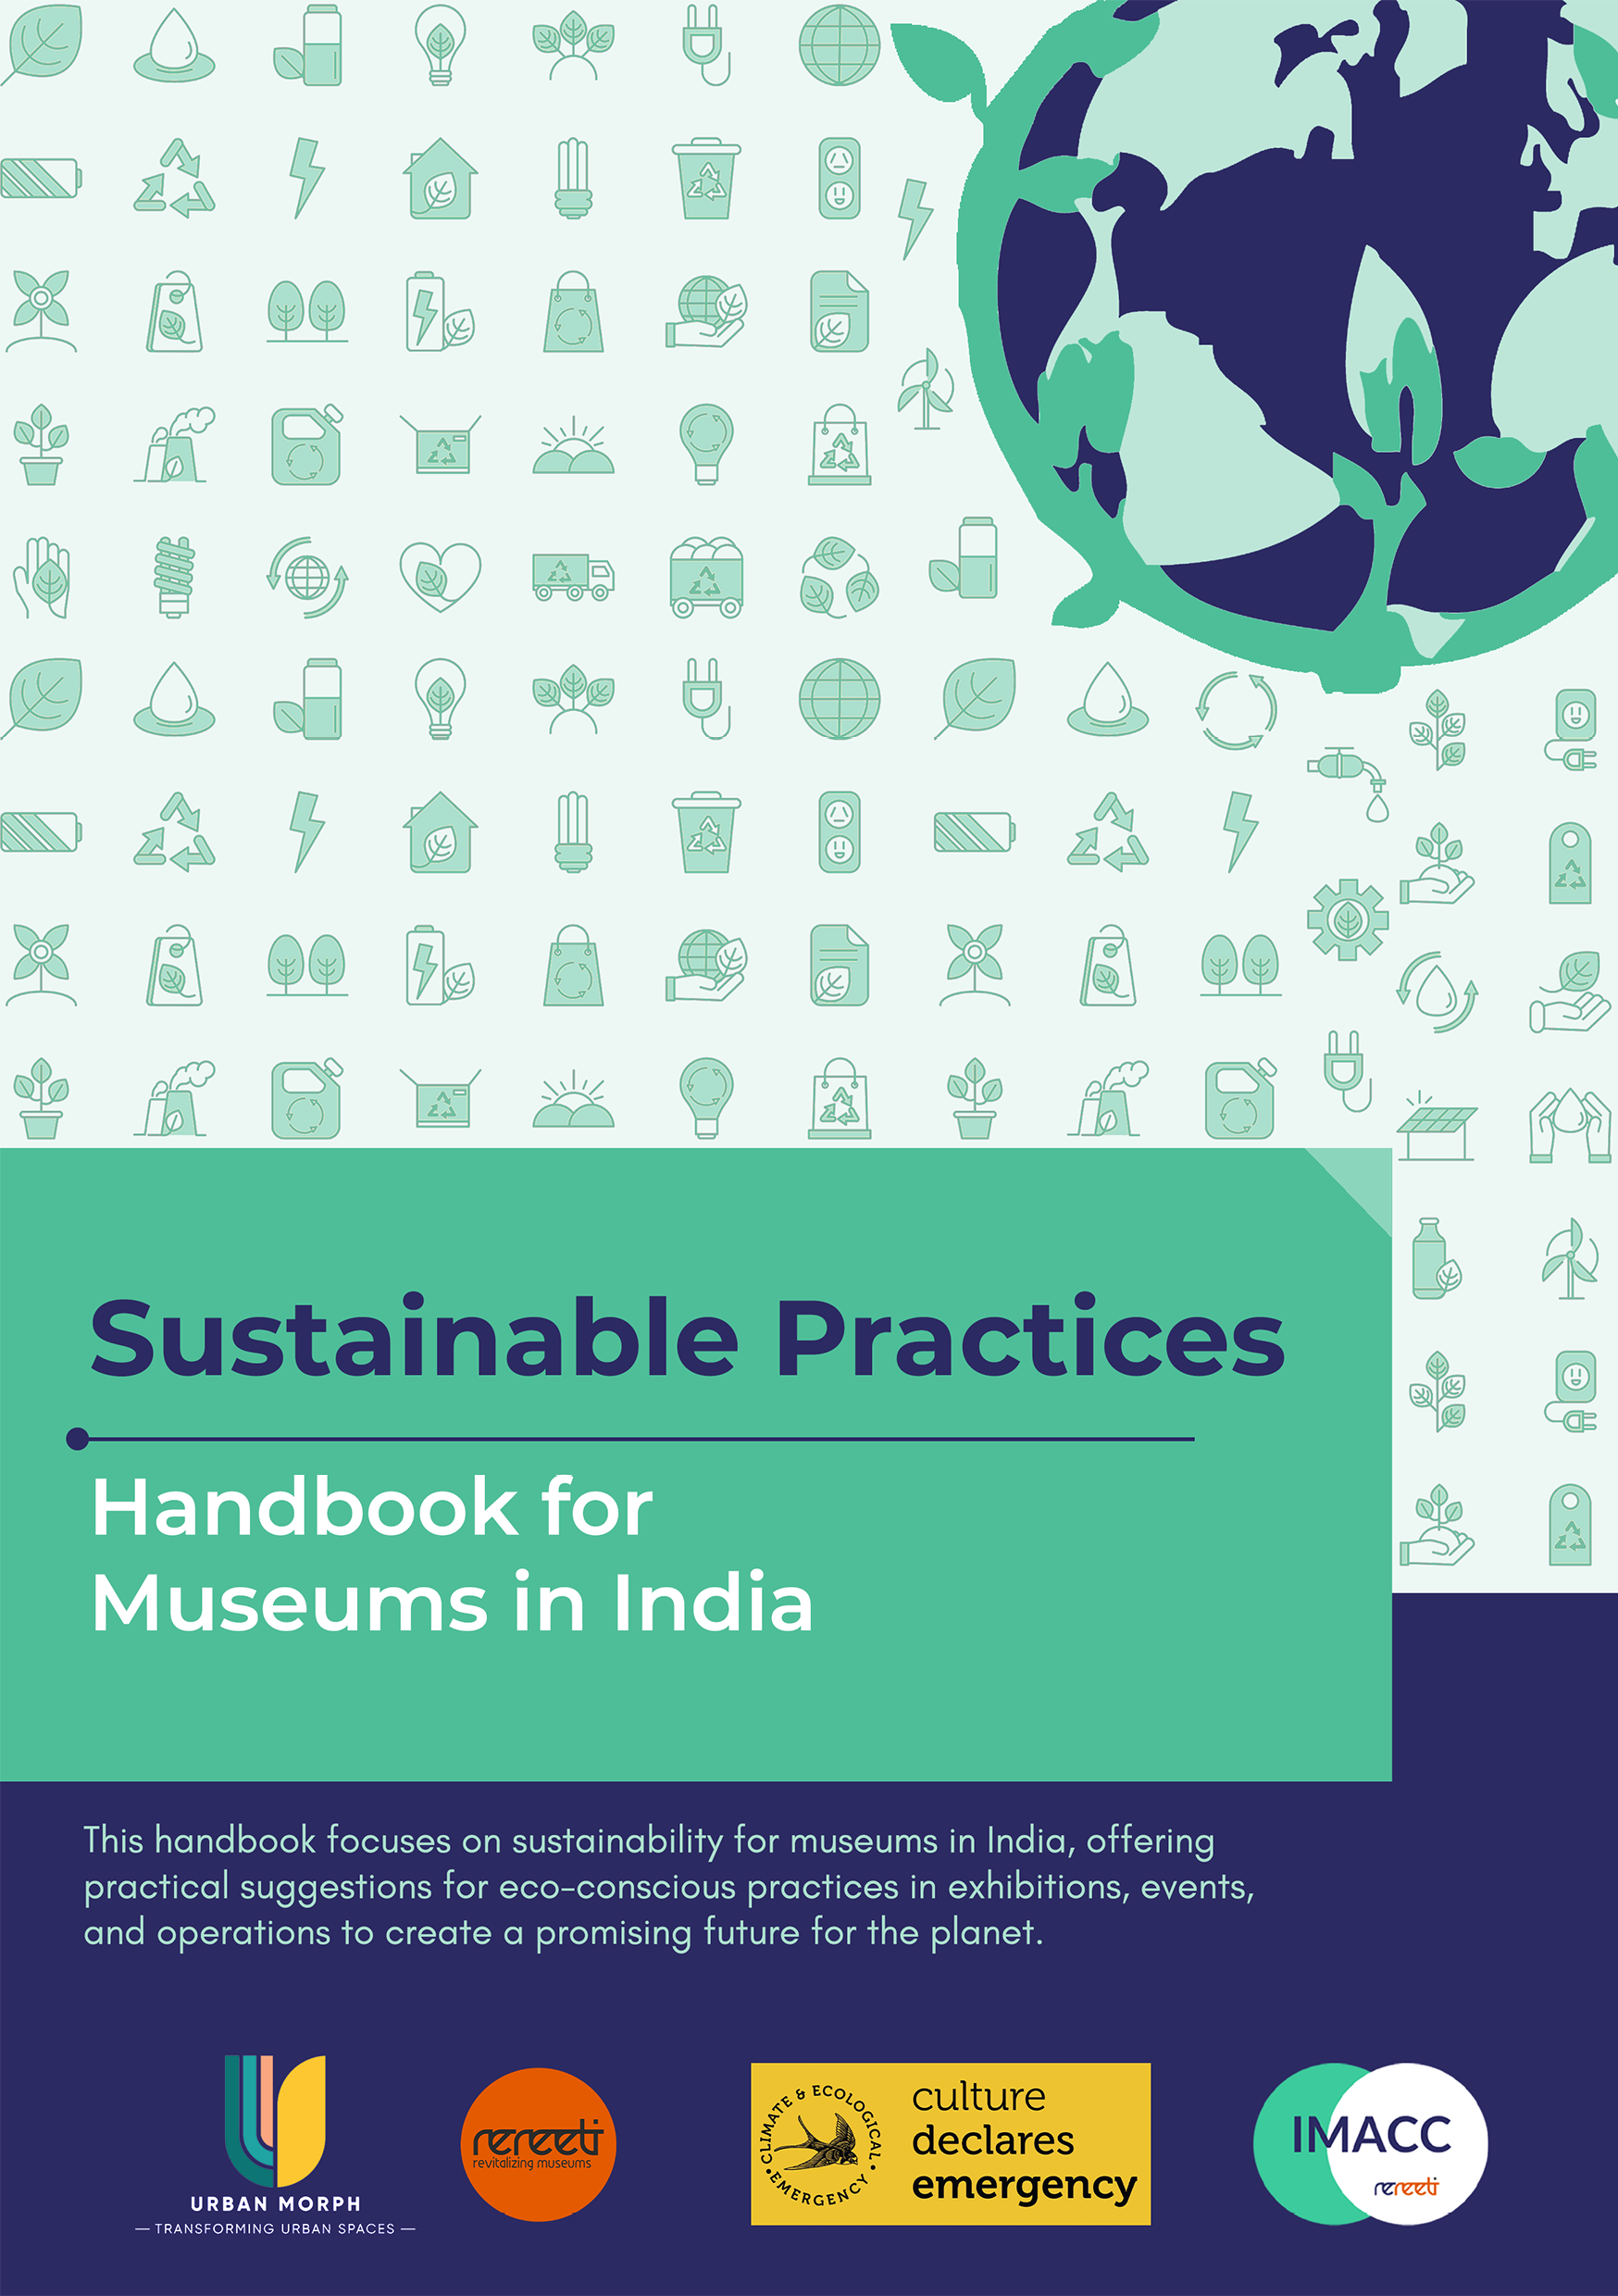 Sustainable Practices
Handbook for
Museums in India
This handbook focuses on sustainability for museums in India, offering
practical suggestions for eco-conscious practices in exhibitions, events,
and operations to create a promising future for the planet.
URBAN MORPH
— TRANSFORMING URBAN SPACES —
rereeti
revitalizing museums
CLIMATE & ECOLOGICAL
• EMERGENCY •
culture
declares
emergency
IMACC
rereeti